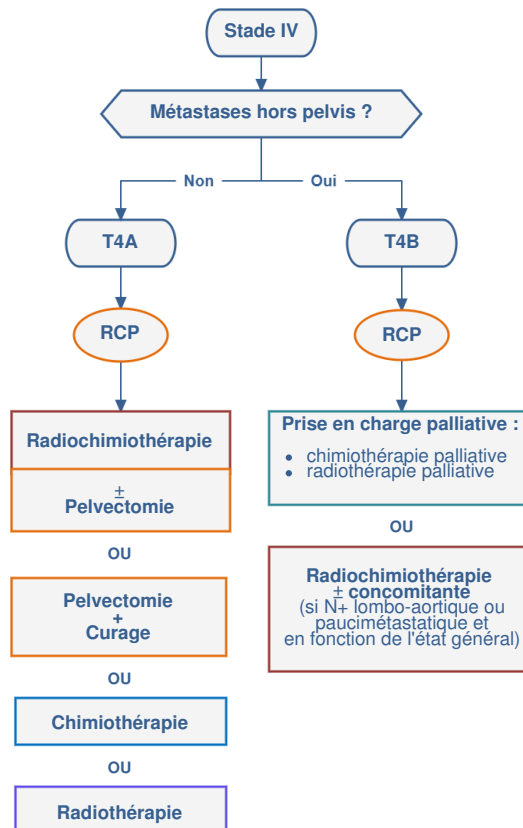 Stade IV
Métastases hors pelvis ?
Non
Oui
T4A
T4B
RCP
RCP
Radiochimiothérapie
±
Pelvectomie
OU
Pelvectomie
+
Curage
OU
Chimiothérapie
OU
Radiothérapie
Prise en charge palliative :
• chimiothérapie palliative
• radiothérapie palliative
OU
Radiochimiothérapie
± concomitante
(si N+ lombo-aortique ou
paucimétastatique et
en fonction de l'état général)